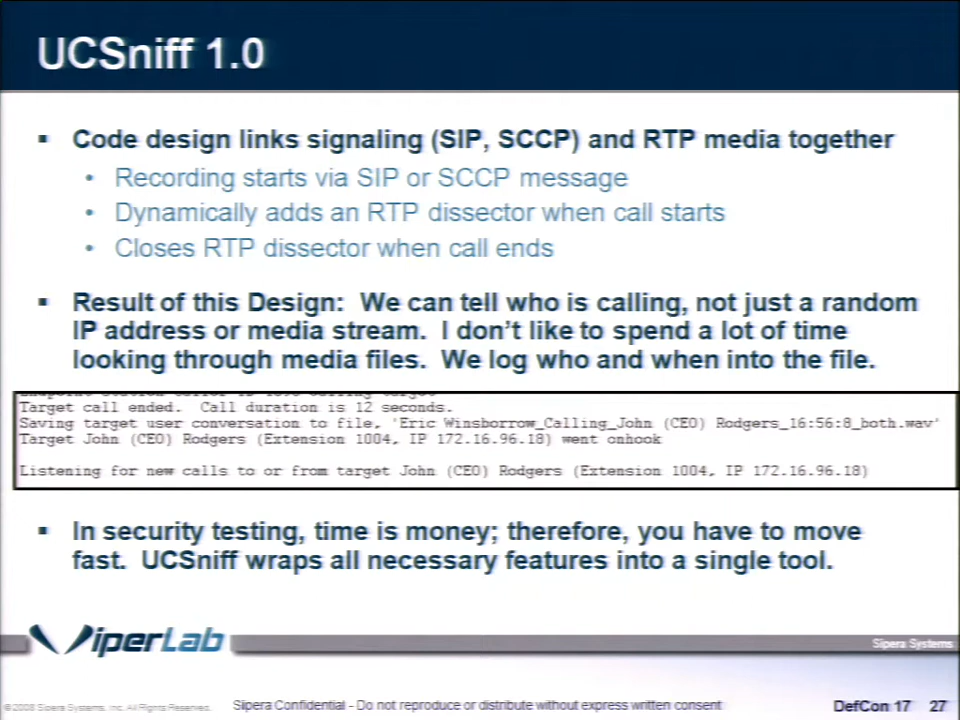 UCSniff 1.0
▪ Code design links signaling (SIP, SCCP) and RTP media together
• Recording starts via SIP or SCCP message
• Dynamically adds an RTP dissector when call starts
• Closes RTP dissector when call ends
▪ Result of this Design:  We can tell who is calling, not just a random
IP address or media stream.  I don't like to spend a lot of time
looking through media files.  We log who and when into the file.
Target call ended.  Call duration is 12 seconds.
Saving target user conversation to file, 'Eric Winsborrow_Calling_John (CEO) Rodgers_16:56:8_both.wav'
Target John (CEO) Rodgers (Extension 1004, IP 172.16.96.18) went onhook
Listening for new calls to or from target John (CEO) Rodgers (Extension 1004, IP 172.16.96.18)
▪ In security testing, time is money; therefore, you have to move
fast.  UCSniff wraps all necessary features into a single tool.
ViperLab
Sipera Systems
©2008 Sipera Systems, Inc. All Rights Reserved.
Sipera Confidential - Do not reproduce or distribute without express written consent
DefCon 17 27